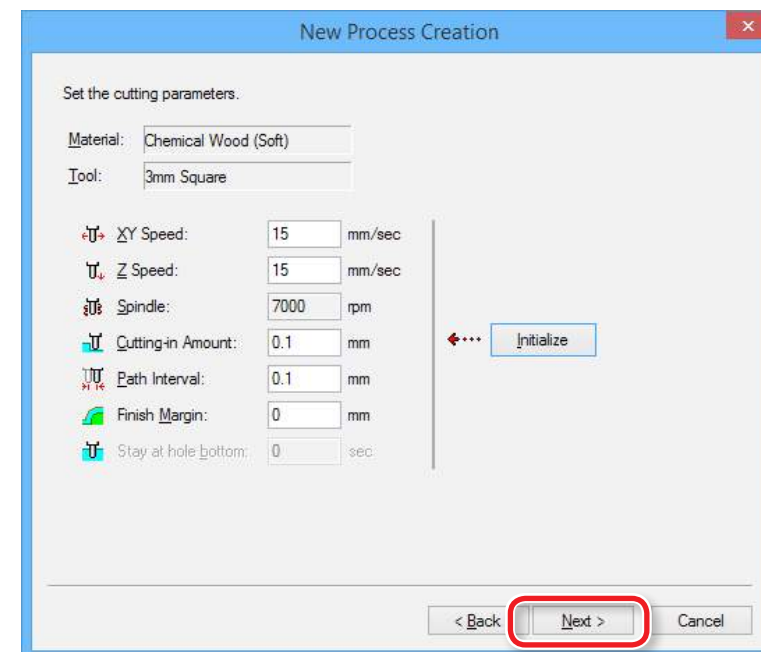 New Process Creation
Set the cutting parameters.
Material: Chemical Wood (Soft)
Tool: 3mm Square
XY Speed: 15 mm/sec
Z Speed: 15 mm/sec
Spindle: 7000 rpm
Cutting-in Amount: 0.1 mm
Initialize
Path Interval: 0.1 mm
Finish Margin: 0 mm
Stay at hole bottom: 0 sec
< Back Next > Cancel